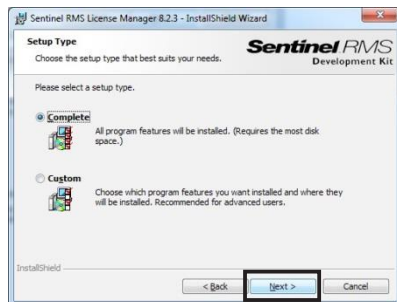 Sentinel RMS License Manager 8.2.3 - InstallShield Wizard
Setup Type
Choose the setup type that best suits your needs.
Sentinel RMS
Development Kit
Please select a setup type.
Complete
All program features will be installed. (Requires the most disk
space.)
Custom
Choose which program features you want installed and where they
will be installed. Recommended for advanced users.
InstallShield
< Back
Next >
Cancel